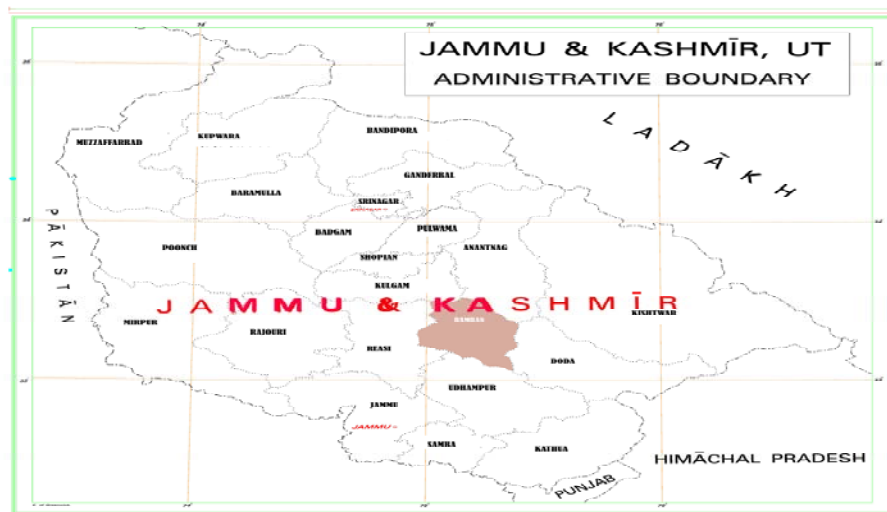 JAMMU & KASHMĪR, UT
ADMINISTRATIVE BOUNDARY
LADĀKH
BANDIPORA
KUPWARA
MUZZAFFARRAD
GANDERBAL
BARAMULLA
SRINAGAR
PĀKISTĀN
PULWAMA
BADGAM
POONCH
ANANTNAG
SHOPIAN
KULGAM
JAMMU & KASHMĪR
KISHTWAR
RAMBAN
MIRPUR
RAJOURI
REASI
DODA
UDHAMPUR
JAMMU
JAMMU
SAMBA
KATHUA
HIMĀCHAL PRADESH
PUNJAB